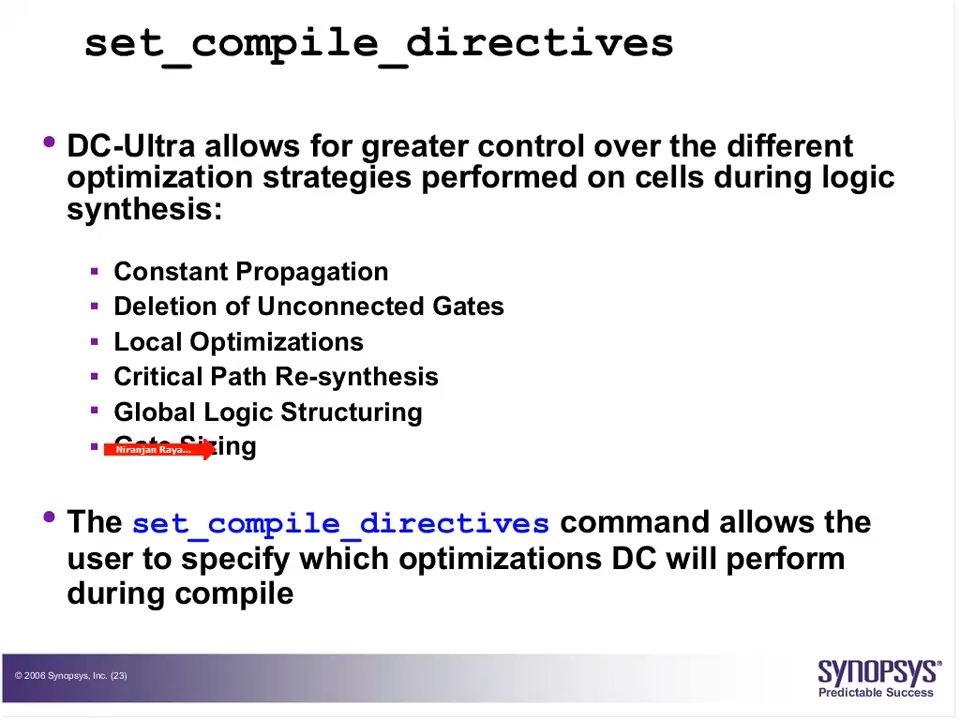 set_compile_directives
• DC-Ultra allows for greater control over the different
optimization strategies performed on cells during logic
synthesis:
▪ Constant Propagation
▪ Deletion of Unconnected Gates
▪ Local Optimizations
▪ Critical Path Re-synthesis
▪ Global Logic Structuring
▪ Gate Sizing
Niranjan Raya...
• The set_compile_directives command allows the
user to specify which optimizations DC will perform
during compile
© 2006 Synopsys, Inc. (23)
SYNOPSYS®
Predictable Success